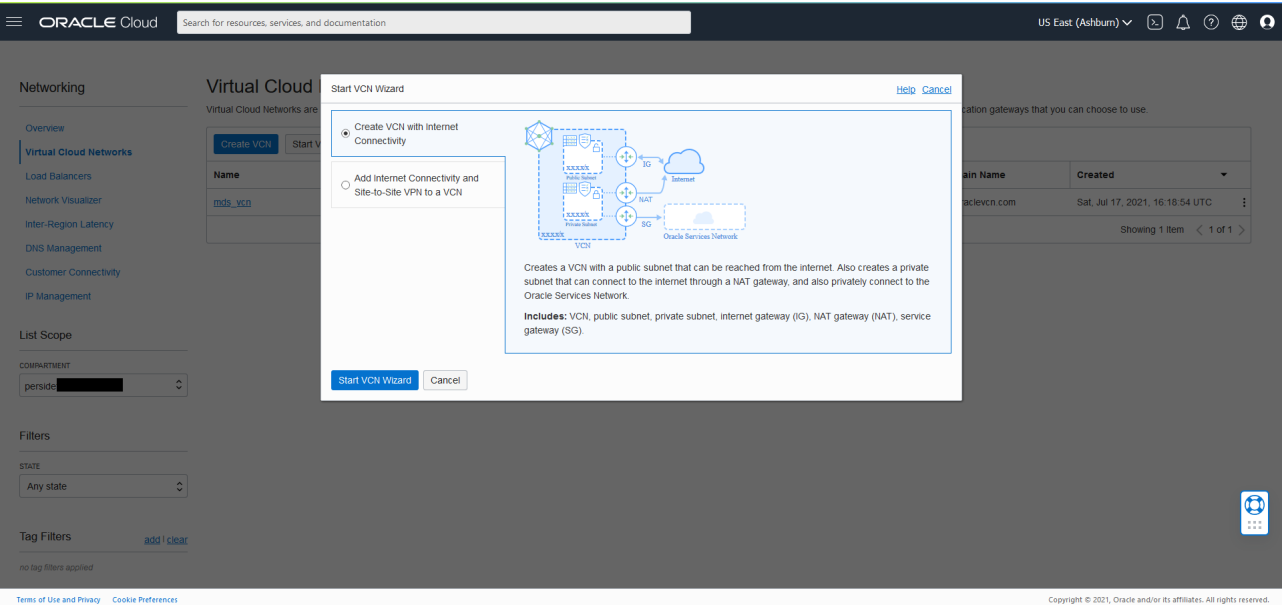 ORACLE Cloud
Search for resources, services, and documentation
US East (Ashburn)
Networking
Overview
Virtual Cloud Networks
Load Balancers
Network Visualizer
Inter-Region Latency
DNS Management
Customer Connectivity
IP Management
List Scope
COMPARTMENT
perside
Filters
STATE
Any state
Tag Filters
add | clear
no tag filters applied
Virtual Cloud
Virtual Cloud Networks are
cation gateways that you can choose to use.
Create VCN
Start V
Name
ain Name
Created
mds_vcn
raclevcn.com
Sat, Jul 17, 2021, 16:18:54 UTC
Showing 1 Item < 1 of 1 >
Start VCN Wizard
Help
Cancel
Create VCN with Internet
Connectivity
Add Internet Connectivity and
Site-to-Site VPN to a VCN
xxxx/x
Public Subnet
IG
Internet
NAT
xxxx/x
Private Subnet
SG
xxxx/x
Oracle Services Network
VCN
Creates a VCN with a public subnet that can be reached from the internet. Also creates a private
subnet that can connect to the internet through a NAT gateway, and also privately connect to the
Oracle Services Network.
Includes: VCN, public subnet, private subnet, internet gateway (IG), NAT gateway (NAT), service
gateway (SG).
Start VCN Wizard
Cancel
Terms of Use and Privacy
Cookie Preferences
Copyright © 2021, Oracle and/or its affiliates. All rights reserved.